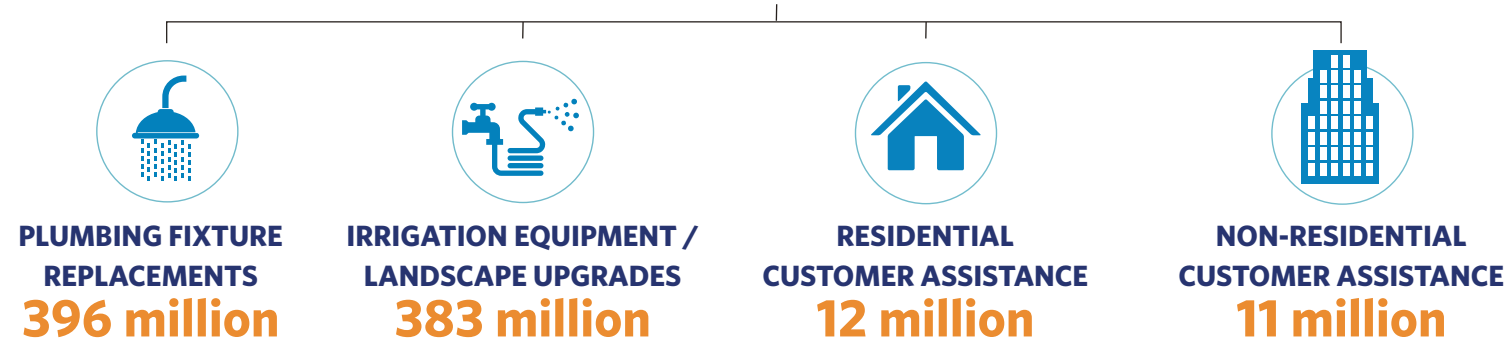 PLUMBING FIXTURE
REPLACEMENTS
396 million
IRRIGATION EQUIPMENT /
LANDSCAPE UPGRADES
383 million
RESIDENTIAL
CUSTOMER ASSISTANCE
12 million
NON-RESIDENTIAL
CUSTOMER ASSISTANCE
11 million